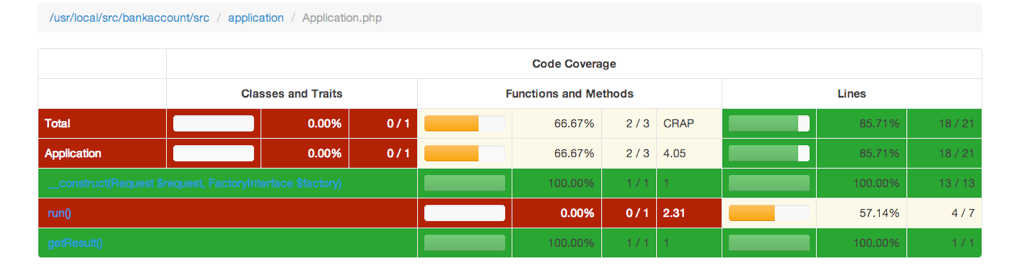 /usr/local/src/bankaccount/src / application / Application.php
Code Coverage
Classes and Traits Functions and Methods Lines
Total 0.00% 0 / 1 66.67% 2 / 3 CRAP 85.71% 18 / 21
Application 0.00% 0 / 1 66.67% 2 / 3 4.05 85.71% 18 / 21
__construct(Request $request, FactoryInterface $factory) 100.00% 1 / 1 1 100.00% 13 / 13
run() 0.00% 0 / 1 2.31 57.14% 4 / 7
getResult() 100.00% 1 / 1 1 100.00% 1 / 1